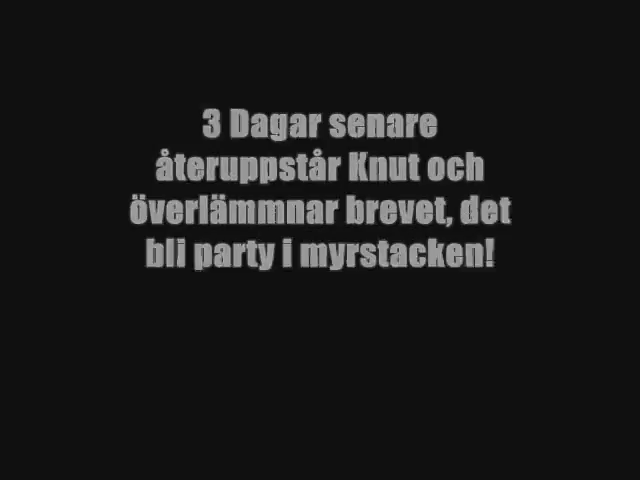 3 Dagar senare
återuppstår Knut och
överlämmnar brevet, det
bli party i myrstacken!